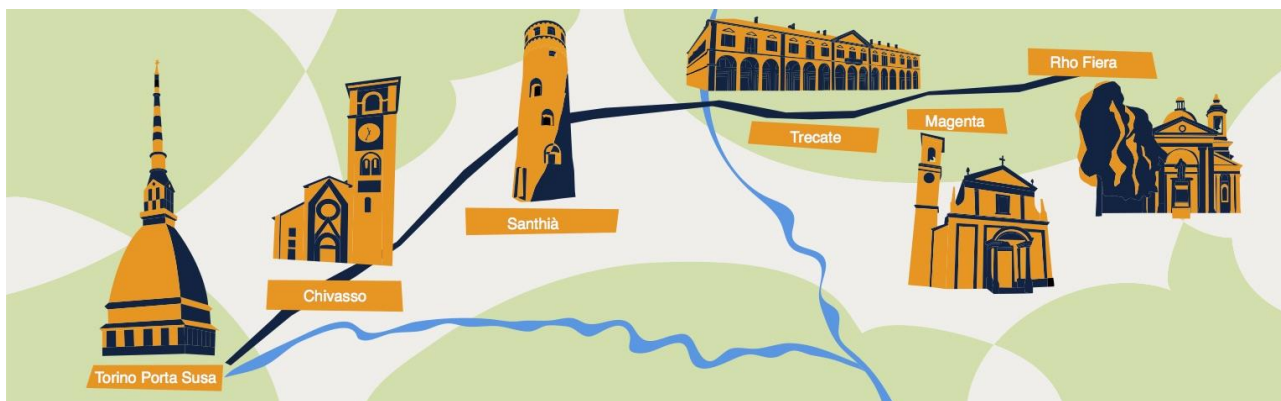 Torino Porta Susa
Chivasso
Santhià
Trecate
Magenta
Rho Fiera